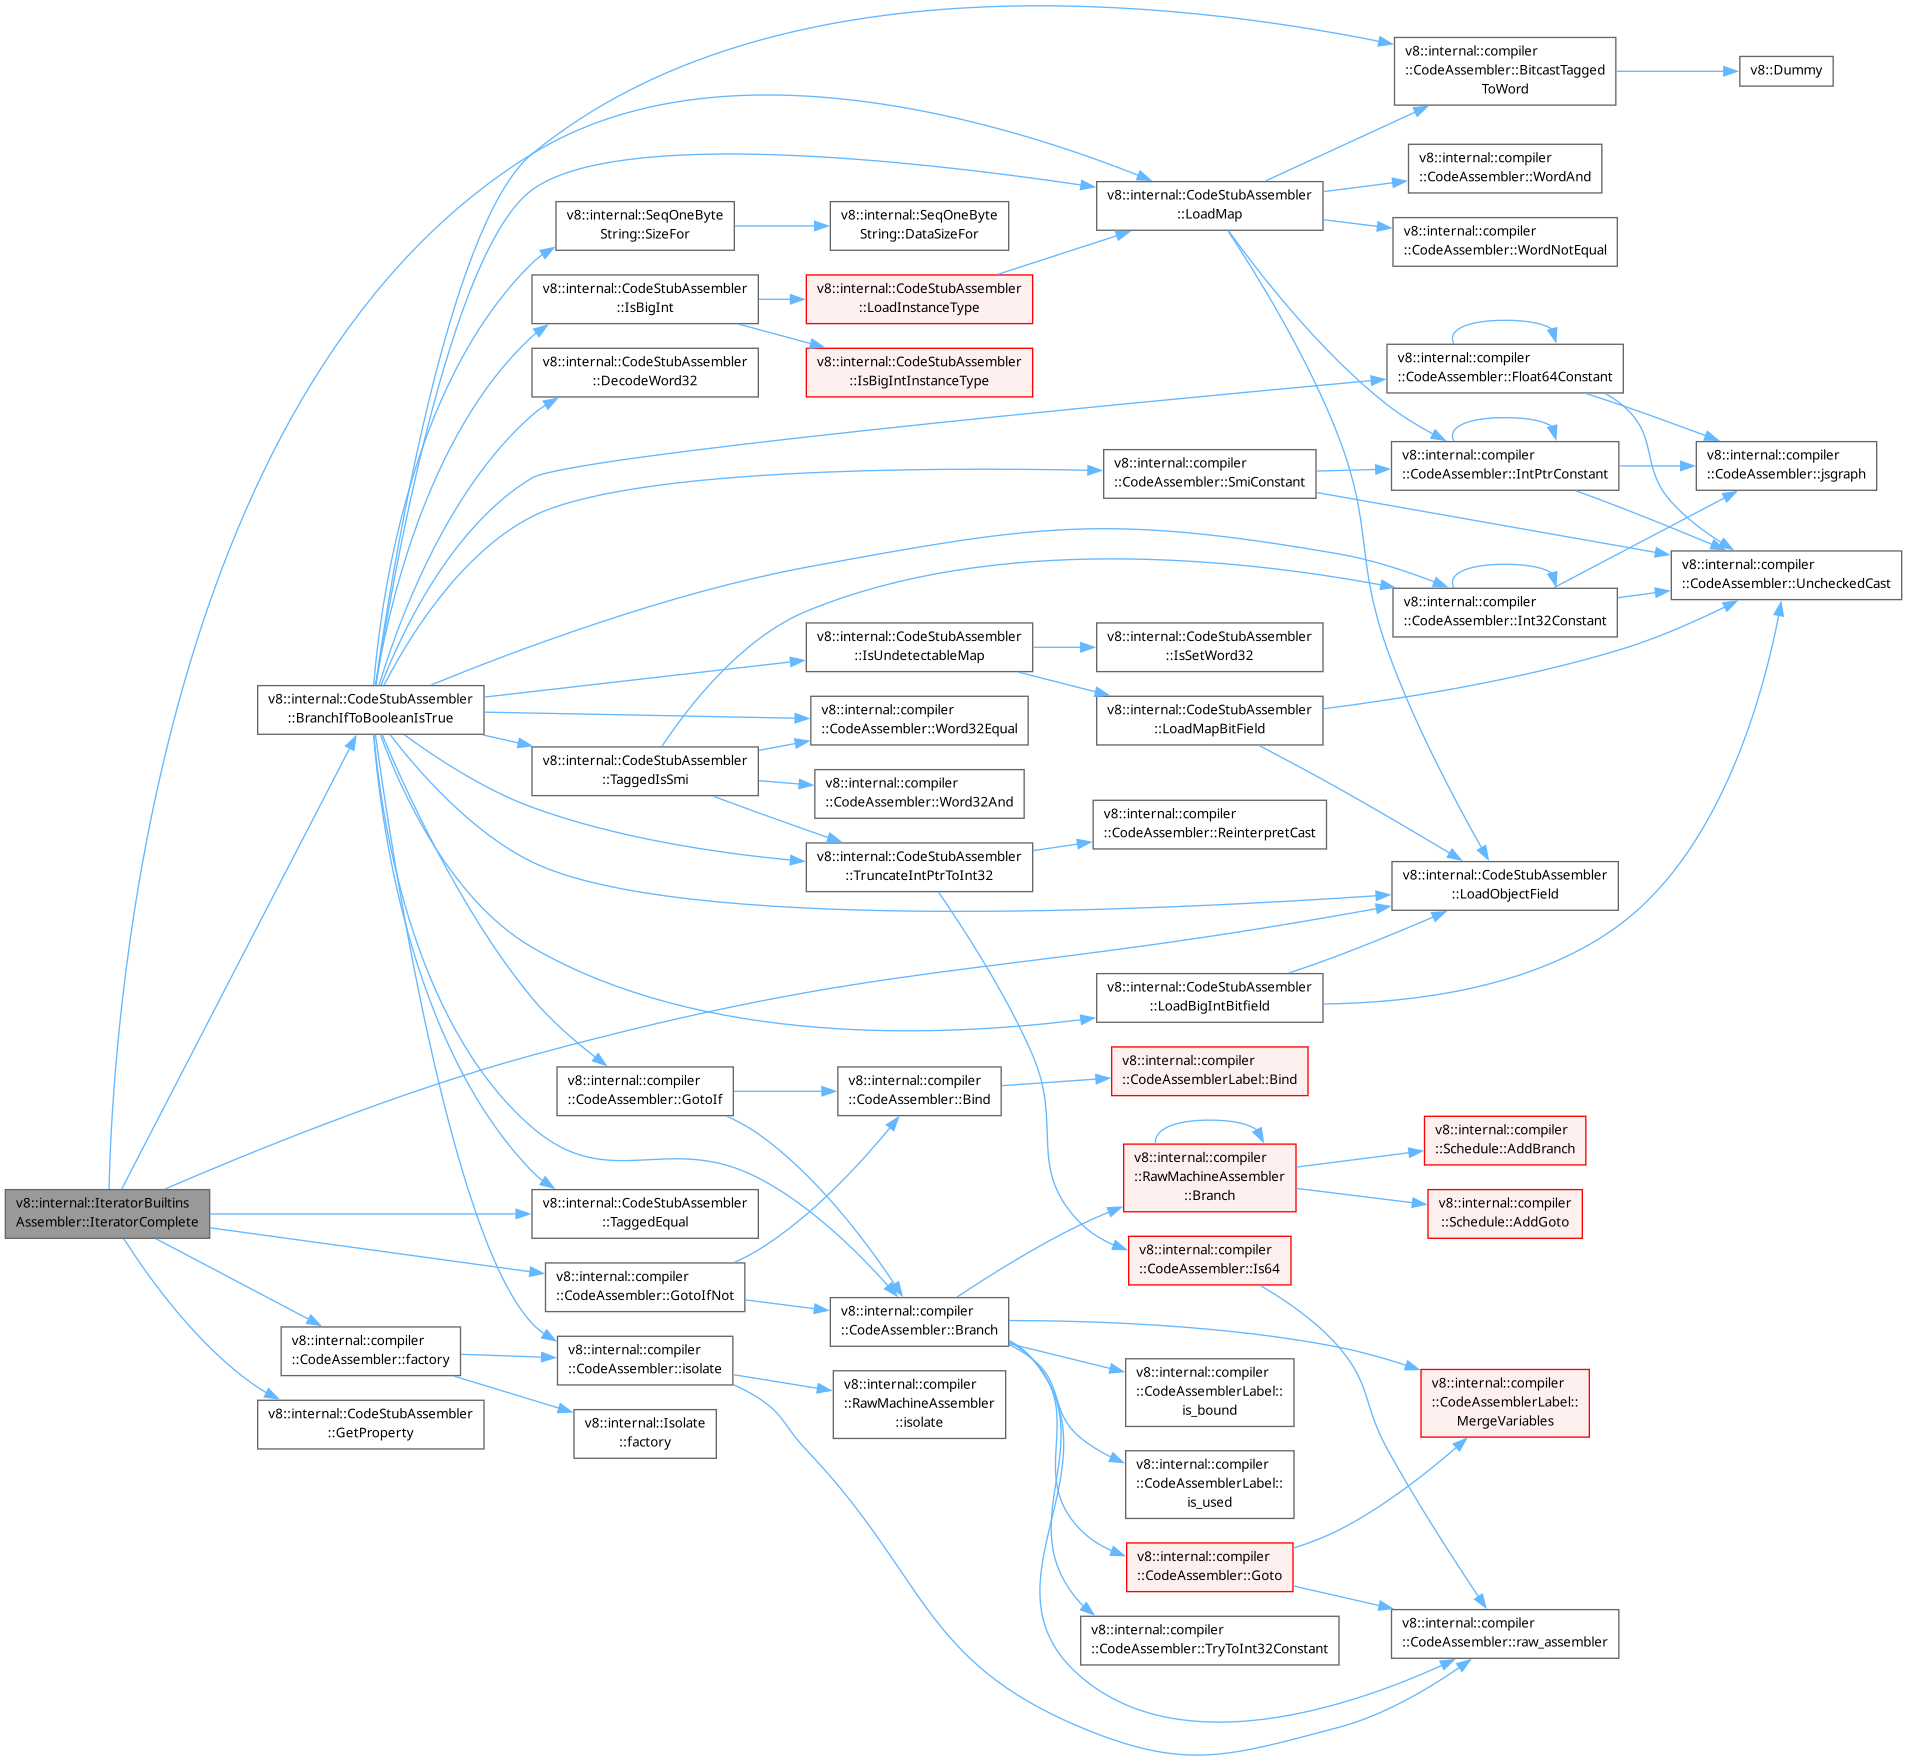 v8::internal::IteratorBuiltins
Assembler::IteratorComplete
v8::internal::CodeStubAssembler
::BranchIfToBooleanIsTrue
v8::internal::compiler
::CodeAssembler::factory
v8::internal::CodeStubAssembler
::GetProperty
v8::internal::SeqOneByte
String::SizeFor
v8::internal::CodeStubAssembler
::IsBigInt
v8::internal::CodeStubAssembler
::DecodeWord32
v8::internal::CodeStubAssembler
::TaggedIsSmi
v8::internal::compiler
::CodeAssembler::GotoIf
v8::internal::CodeStubAssembler
::TaggedEqual
v8::internal::compiler
::CodeAssembler::GotoIfNot
v8::internal::compiler
::CodeAssembler::isolate
v8::internal::Isolate
::factory
v8::internal::SeqOneByte
String::DataSizeFor
v8::internal::CodeStubAssembler
::LoadInstanceType
v8::internal::CodeStubAssembler
::IsBigIntInstanceType
v8::internal::CodeStubAssembler
::IsUndetectableMap
v8::internal::compiler
::CodeAssembler::Word32Equal
v8::internal::compiler
::CodeAssembler::Word32And
v8::internal::CodeStubAssembler
::TruncateIntPtrToInt32
v8::internal::compiler
::CodeAssembler::Bind
v8::internal::compiler
::CodeAssembler::Branch
v8::internal::compiler
::RawMachineAssembler
::isolate
v8::internal::CodeStubAssembler
::LoadMap
v8::internal::compiler
::CodeAssembler::SmiConstant
v8::internal::CodeStubAssembler
::IsSetWord32
v8::internal::CodeStubAssembler
::LoadMapBitField
v8::internal::compiler
::CodeAssembler::ReinterpretCast
v8::internal::CodeStubAssembler
::LoadBigIntBitfield
v8::internal::compiler
::CodeAssemblerLabel::Bind
v8::internal::compiler
::RawMachineAssembler
::Branch
v8::internal::compiler
::CodeAssembler::Is64
v8::internal::compiler
::CodeAssemblerLabel::
is_bound
v8::internal::compiler
::CodeAssemblerLabel::
is_used
v8::internal::compiler
::CodeAssembler::Goto
v8::internal::compiler
::CodeAssembler::TryToInt32Constant
v8::internal::compiler
::CodeAssembler::BitcastTagged
ToWord
v8::internal::compiler
::CodeAssembler::WordAnd
v8::internal::compiler
::CodeAssembler::WordNotEqual
v8::internal::compiler
::CodeAssembler::Float64Constant
v8::internal::compiler
::CodeAssembler::IntPtrConstant
v8::internal::compiler
::CodeAssembler::Int32Constant
v8::internal::CodeStubAssembler
::LoadObjectField
v8::internal::compiler
::Schedule::AddBranch
v8::internal::compiler
::Schedule::AddGoto
v8::internal::compiler
::CodeAssemblerLabel::
MergeVariables
v8::internal::compiler
::CodeAssembler::raw_assembler
v8::Dummy
v8::internal::compiler
::CodeAssembler::jsgraph
v8::internal::compiler
::CodeAssembler::UncheckedCast